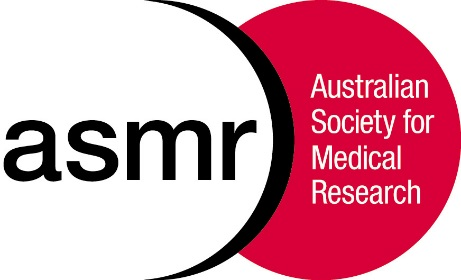 asmr
Australian
Society for
Medical
Research